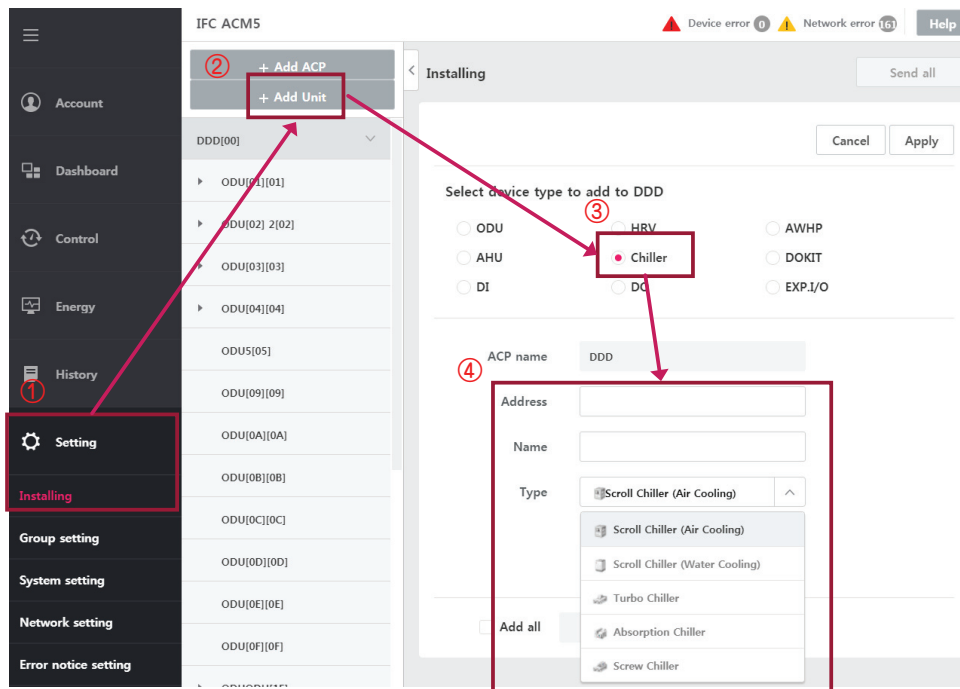 IFC ACM5
Device error 0
Network error 161
Help
Account
Dashboard
Control
Energy
History
①
Setting
Installing
Group setting
System setting
Network setting
Error notice setting
②
+ Add ACP
+ Add Unit
DDD[00]
ODU[01][01]
ODU[02] 2[02]
ODU[03][03]
ODU[04][04]
ODU5[05]
ODU[09][09]
ODU[0A][0A]
ODU[0B][0B]
ODU[0C][0C]
ODU[0D][0D]
ODU[0E][0E]
ODU[0F][0F]
Installing
Send all
Cancel
Apply
Select device type to add to DDD
③
ODU HRV AWHP
AHU Chiller DOKIT
DI DO EXP.I/O
ACP name DDD
④
Address
Name
Type Scroll Chiller (Air Cooling)
Scroll Chiller (Air Cooling)
Scroll Chiller (Water Cooling)
Turbo Chiller
Absorption Chiller
Screw Chiller
Add all